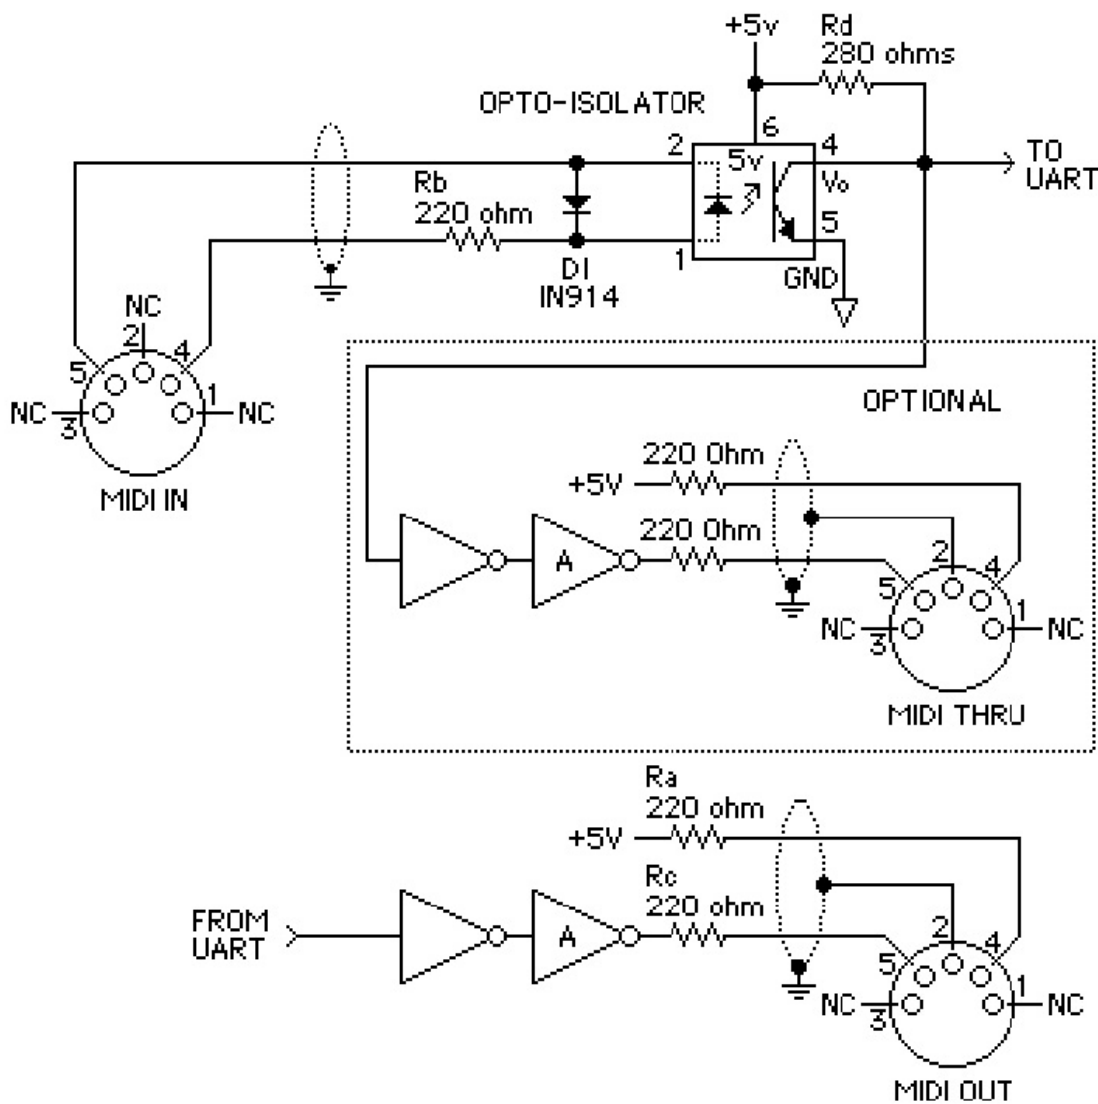 +5v
Rd
280 ohms
OPTO-ISOLATOR
6
2
5v
4
TO
UART
Vo
Rb
220 ohm
5
1
D1
IN914
GND
NC
2
5
4
NC
3
1
NC
MIDI IN
OPTIONAL
220 Ohm
+5V
220 Ohm
A
2
4
5
NC
3
1
NC
MIDI THRU
Ra
220 ohm
+5V
Rc
220 ohm
FROM
UART
A
2
4
5
NC
3
1
NC
MIDI OUT